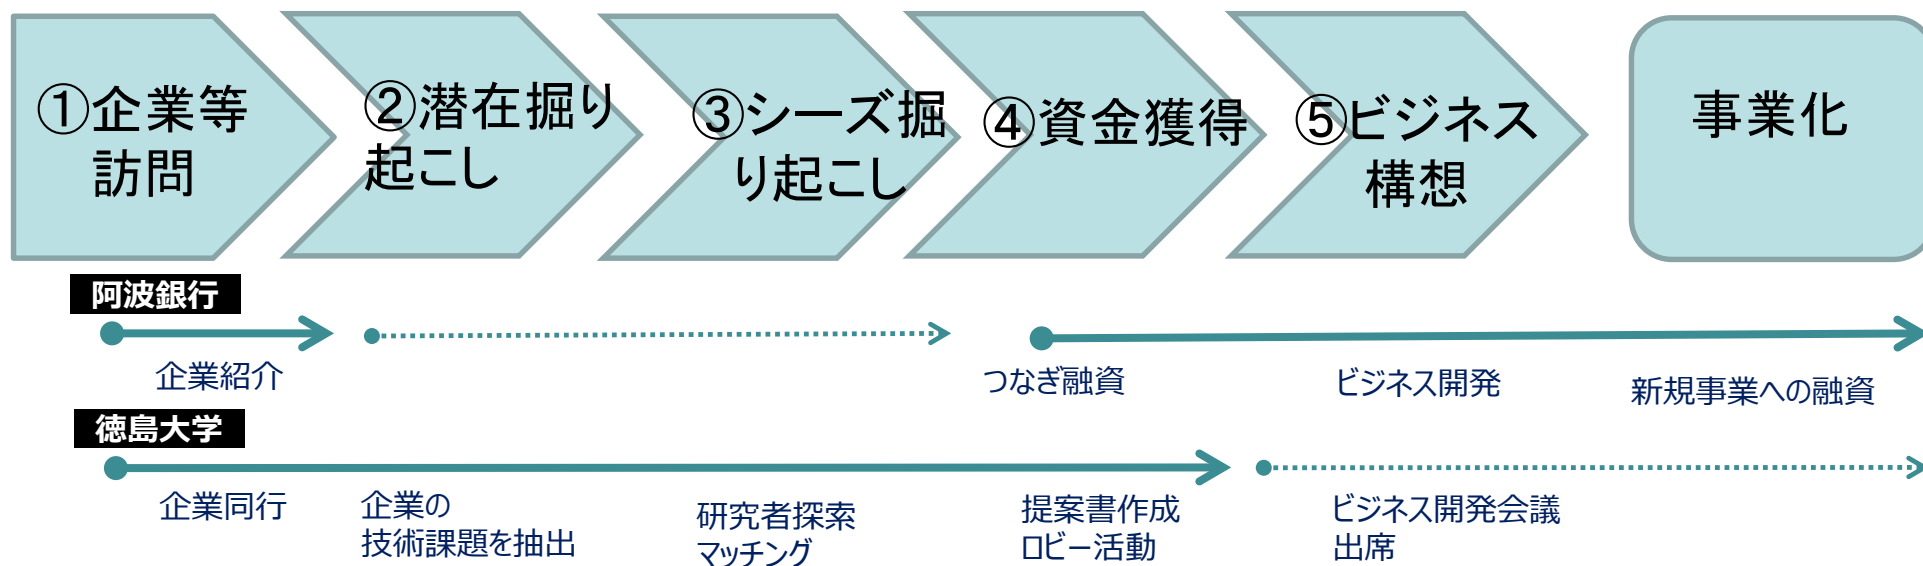 ①企業等
訪問
②潜在掘り
起こし
③シーズ掘
り起こし
④資金獲得
⑤ビジネス
構想
事業化
阿波銀行
企業紹介
つなぎ融資
ビジネス開発
新規事業への融資
徳島大学
企業同行
企業の
技術課題を抽出
研究者探索
マッチング
提案書作成
ロビー活動
ビジネス開発会議
出席